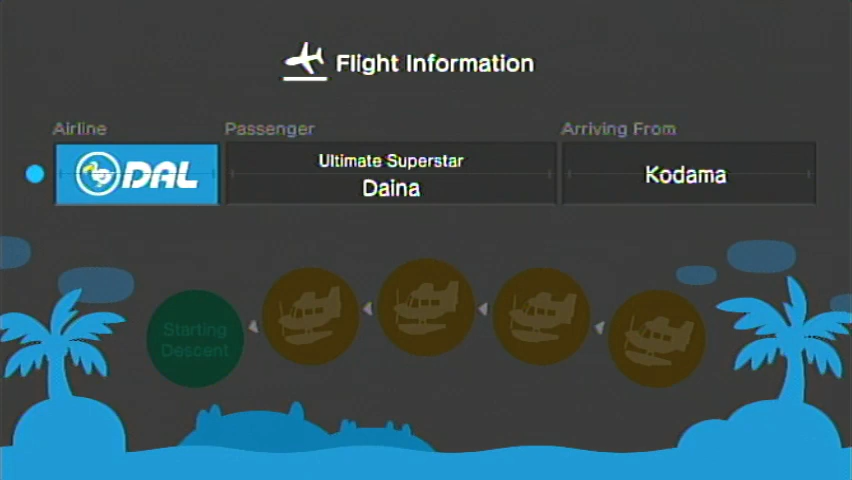 Flight Information
Airline
Passenger
Arriving From
DAL
Ultimate Superstar
Daina
Kodama
Starting
Descent